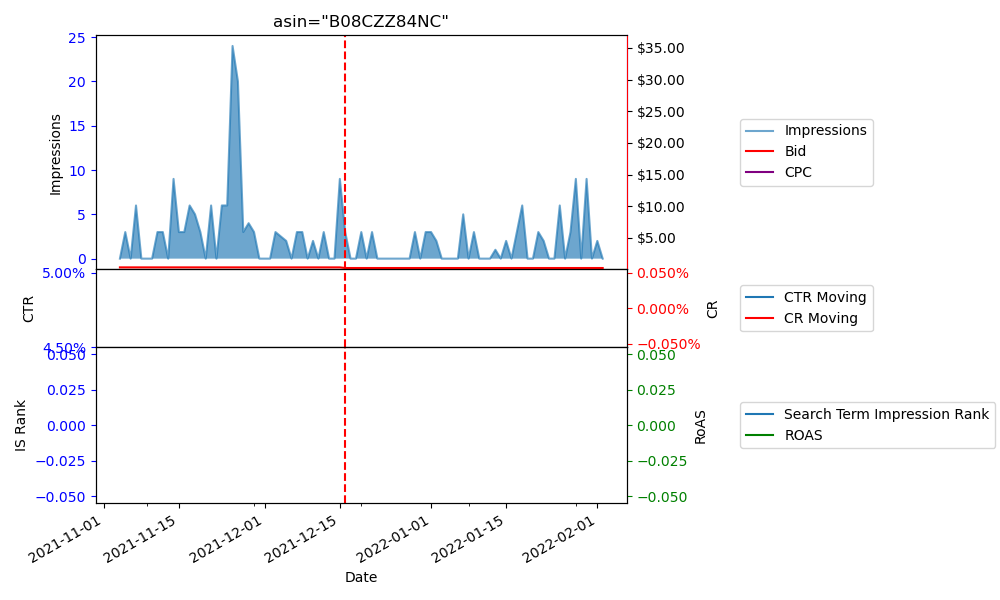 asin="B08CZZ84NC"
25
20
15
10
5
0
Impressions
$35.00
$30.00
$25.00
$20.00
$15.00
$10.00
$5.00
Impressions
Bid
CPC
5.00%
4.50%
CTR
0.050%
0.000%
−0.050%
CR
CTR Moving
CR Moving
0.050
0.025
0.000
−0.025
−0.050
IS Rank
0.050
0.025
0.000
−0.025
−0.050
RoAS
Search Term Impression Rank
ROAS
2021-11-01
2021-11-15
2021-12-01
2021-12-15
2022-01-01
2022-01-15
2022-02-01
Date